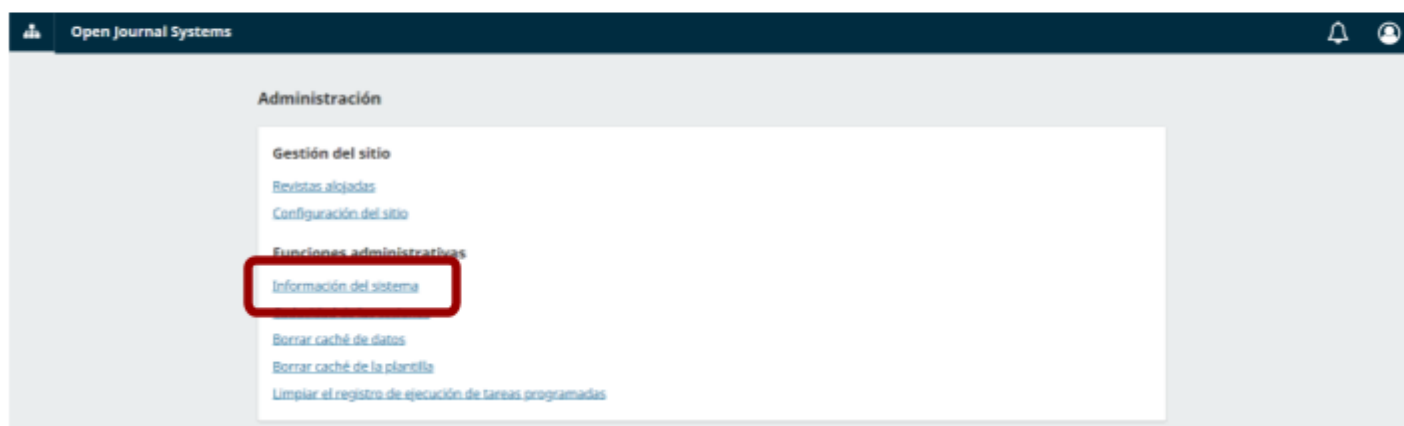 Open Journal Systems
Administración
Gestión del sitio
Revistas alojadas
Configuración del sitio
Funciones administrativas
Información del sistema
Borrar caché de datos
Borrar caché de la plantilla
Limpiar el registro de ejecución de tareas programadas